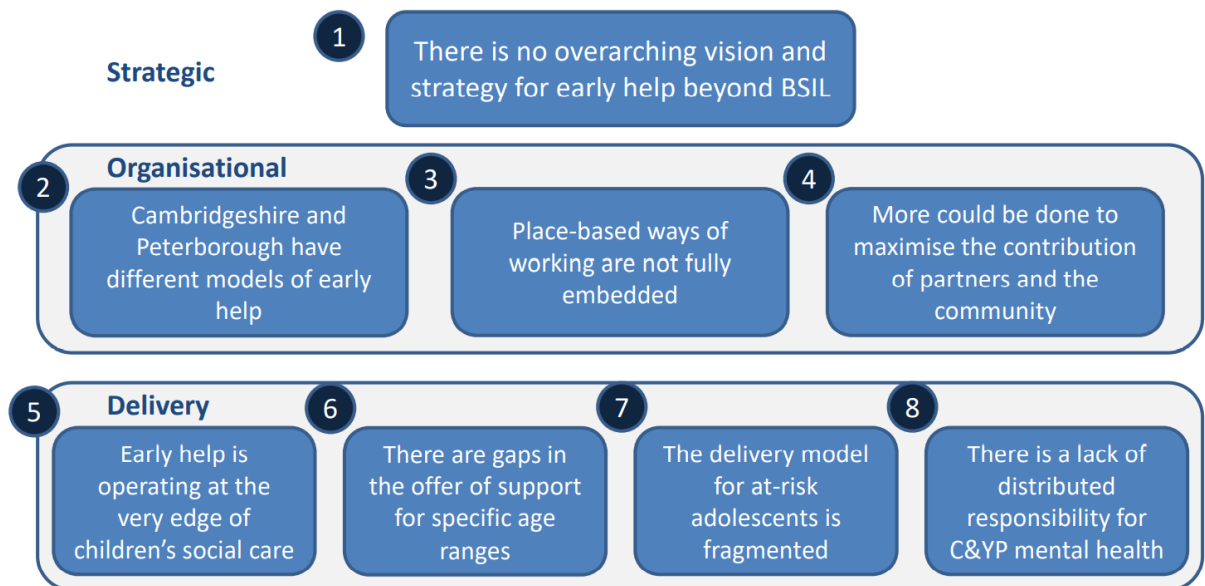 1
Strategic
There is no overarching vision and
strategy for early help beyond BSIL
Organisational
2
Cambridgeshire and
Peterborough have
different models of early
help
3
Place-based ways of
working are not fully
embedded
4
More could be done to
maximise the contribution
of partners and the
community
Delivery
5
Early help is
operating at the
very edge of
children’s social care
6
There are gaps in
the offer of support
for specific age
ranges
7
The delivery model
for at-risk
adolescents is
fragmented
8
There is a lack of
distributed
responsibility for
C&YP mental health